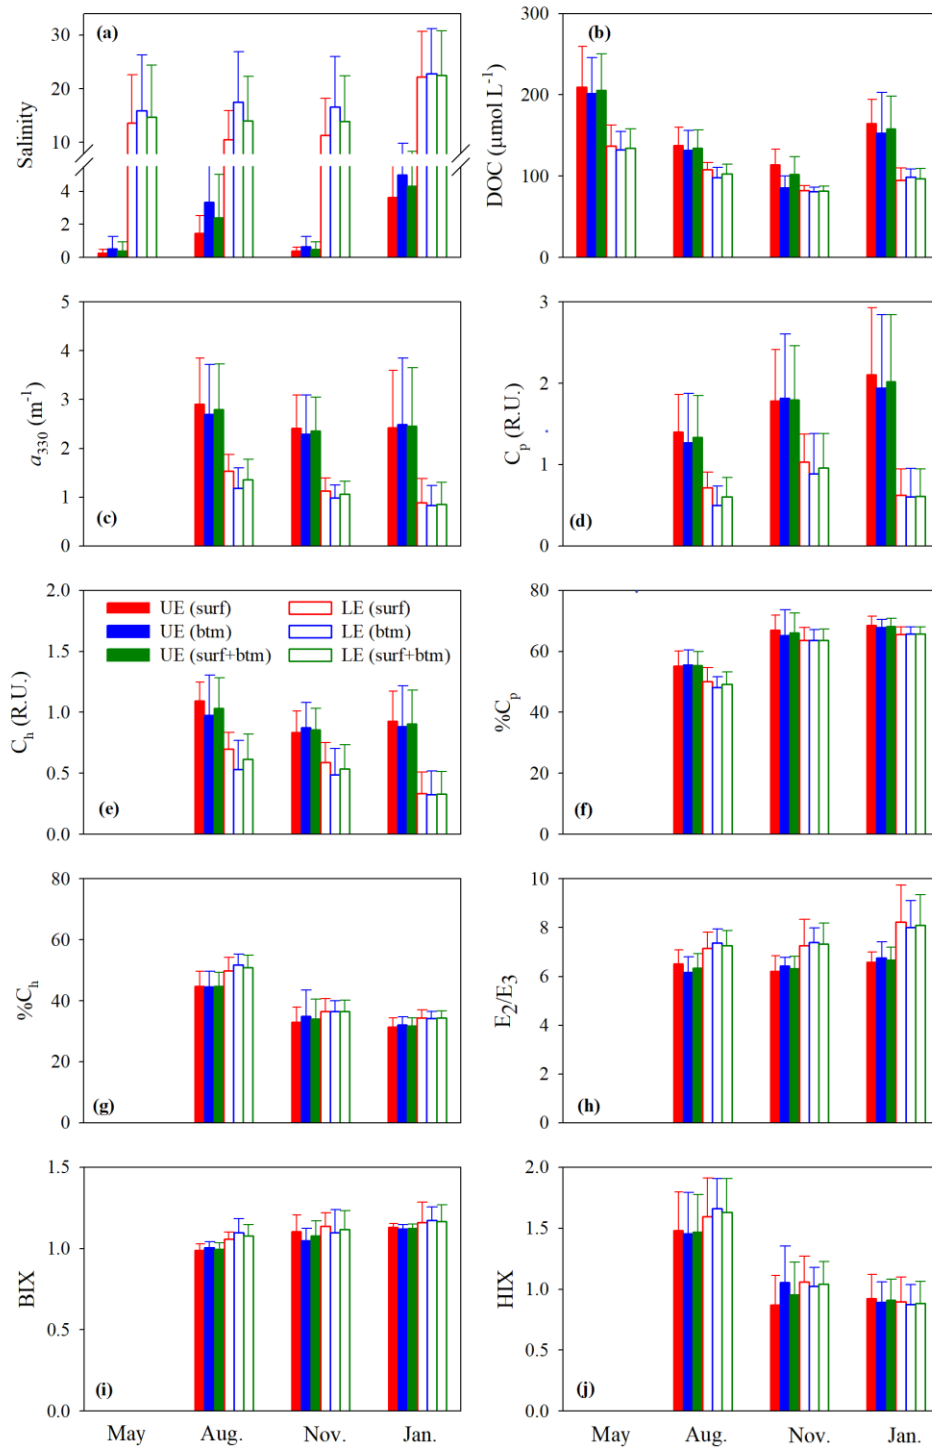 (a)
Salinity
30
20
10
4
2
0
(b)
DOC (μmol L⁻¹)
300
200
100
0
(c)
a₃₃₀ (m⁻¹)
5
4
3
2
1
0
(d)
Cₚ (R.U.)
3
2
1
0
(e)
Cₕ (R.U.)
2.0
1.5
1.0
0.5
0.0
UE (surf) LE (surf)
UE (btm) LE (btm)
UE (surf+btm) LE (surf+btm)
(f)
%Cₚ
80
60
40
20
0
(g)
%Cₕ
80
60
40
20
0
(h)
E₂/E₃
10
8
6
4
2
0
(i)
BIX
1.5
1.0
0.5
0.0
May Aug. Nov. Jan.
(j)
HIX
2.0
1.5
1.0
0.5
0.0
May Aug. Nov. Jan.